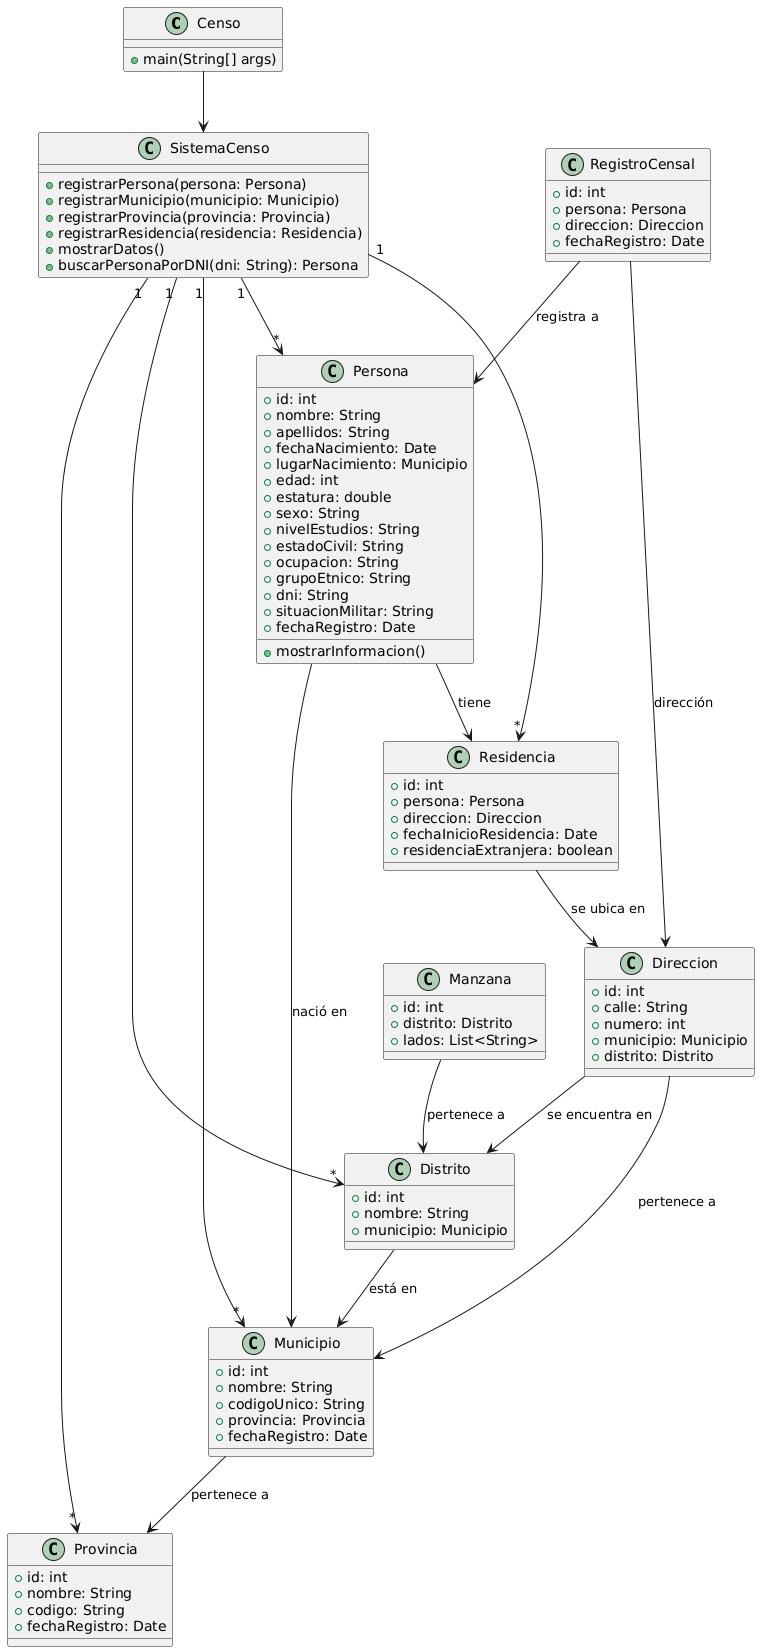 C Censo
main(String[] args)
C SistemaCenso
registrarPersona(persona: Persona)
registrarMunicipio(municipio: Municipio)
registrarProvincia(provincia: Provincia)
registrarResidencia(residencia: Residencia)
mostrarDatos()
buscarPersonaPorDNI(dni: String): Persona
C RegistroCensal
id: int
persona: Persona
direccion: Direccion
fechaRegistro: Date
1
1
1
1
1
*
registra a
C Persona
id: int
nombre: String
apellidos: String
fechaNacimiento: Date
lugarNacimiento: Municipio
edad: int
estatura: double
sexo: String
nivelEstudios: String
estadoCivil: String
ocupacion: String
grupoEtnico: String
dni: String
situacionMilitar: String
fechaRegistro: Date
mostrarInformacion()
tiene
dirección
*
C Residencia
id: int
persona: Persona
direccion: Direccion
fechaInicioResidencia: Date
residenciaExtranjera: boolean
se ubica en
C Manzana
id: int
distrito: Distrito
lados: List<String>
C Direccion
id: int
calle: String
numero: int
municipio: Municipio
distrito: Distrito
nació en
pertenece a
se encuentra en
*
C Distrito
id: int
nombre: String
municipio: Municipio
pertenece a
está en
*
C Municipio
id: int
nombre: String
codigoUnico: String
provincia: Provincia
fechaRegistro: Date
pertenece a
*
C Provincia
id: int
nombre: String
codigo: String
fechaRegistro: Date